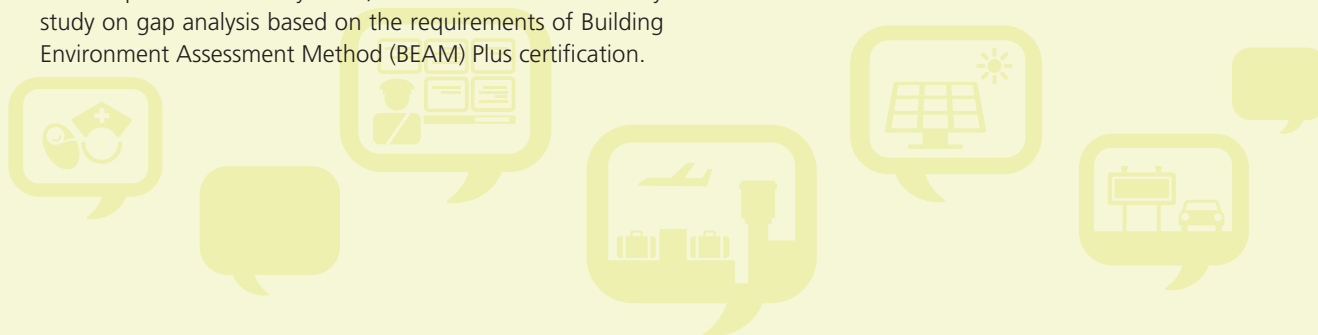 study on gap analysis based on the requirements of Building
Environment Assessment Method (BEAM) Plus certification.